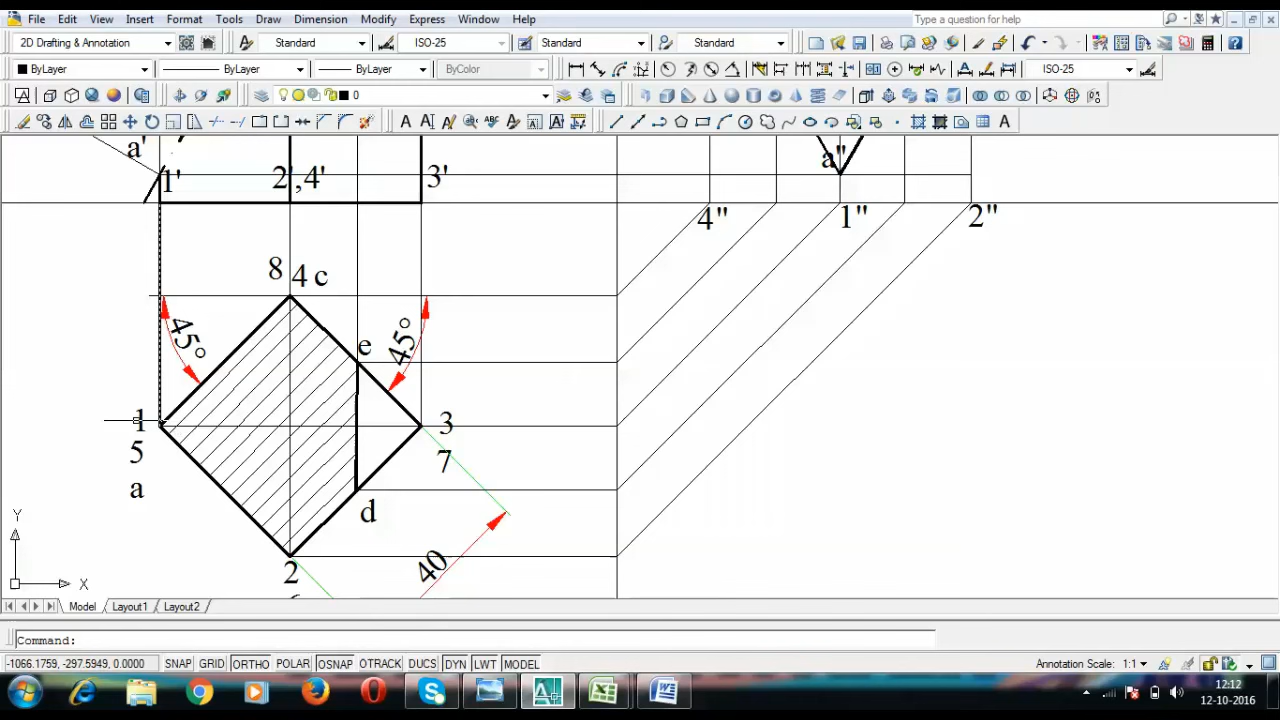 File Edit View Insert Format Tools Draw Dimension Modify Express Window Help Type a question for help
2D Drafting & Annotation Standard ISO-25 Standard Standard
ByLayer ByLayer ByLayer ByColor ISO-25
0
a' a"
1' 2',4' 3'
4" 1" 2"
8 4 c
45° 45°
e
1 3
5 7
a d
40
2
Y
X
Model Layout1 Layout2
Command:
-1066.1759, -297.5949, 0.0000 SNAP GRID ORTHO POLAR OSNAP OTRACK DUCS DYN LWT MODEL Annotation Scale: 1:1
12:12
12-10-2016